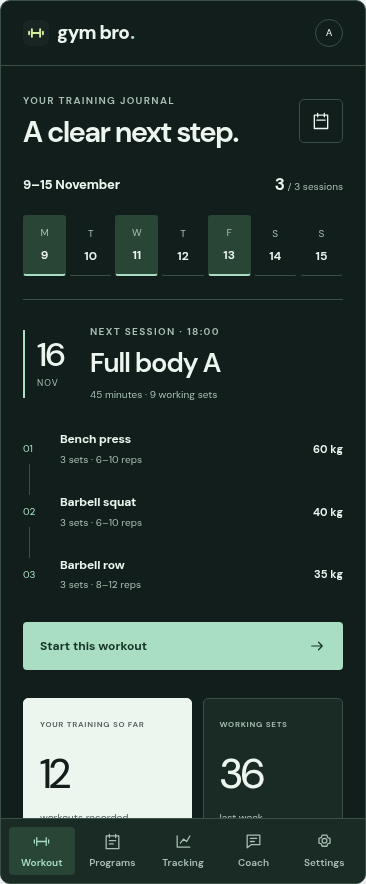 gym bro.
A
YOUR TRAINING JOURNAL
A clear next step.
9–15 November
3 / 3 sessions
M T W T F S S
9 10 11 12 13 14 15
NEXT SESSION · 18:00
16
NOV
Full body A
45 minutes · 9 working sets
01
Bench press
3 sets · 6–10 reps
60 kg
02
Barbell squat
3 sets · 6–10 reps
40 kg
03
Barbell row
3 sets · 8–12 reps
35 kg
Start this workout
YOUR TRAINING SO FAR
12
workouts recorded
WORKING SETS
36
last week
Workout Programs Tracking Coach Settings